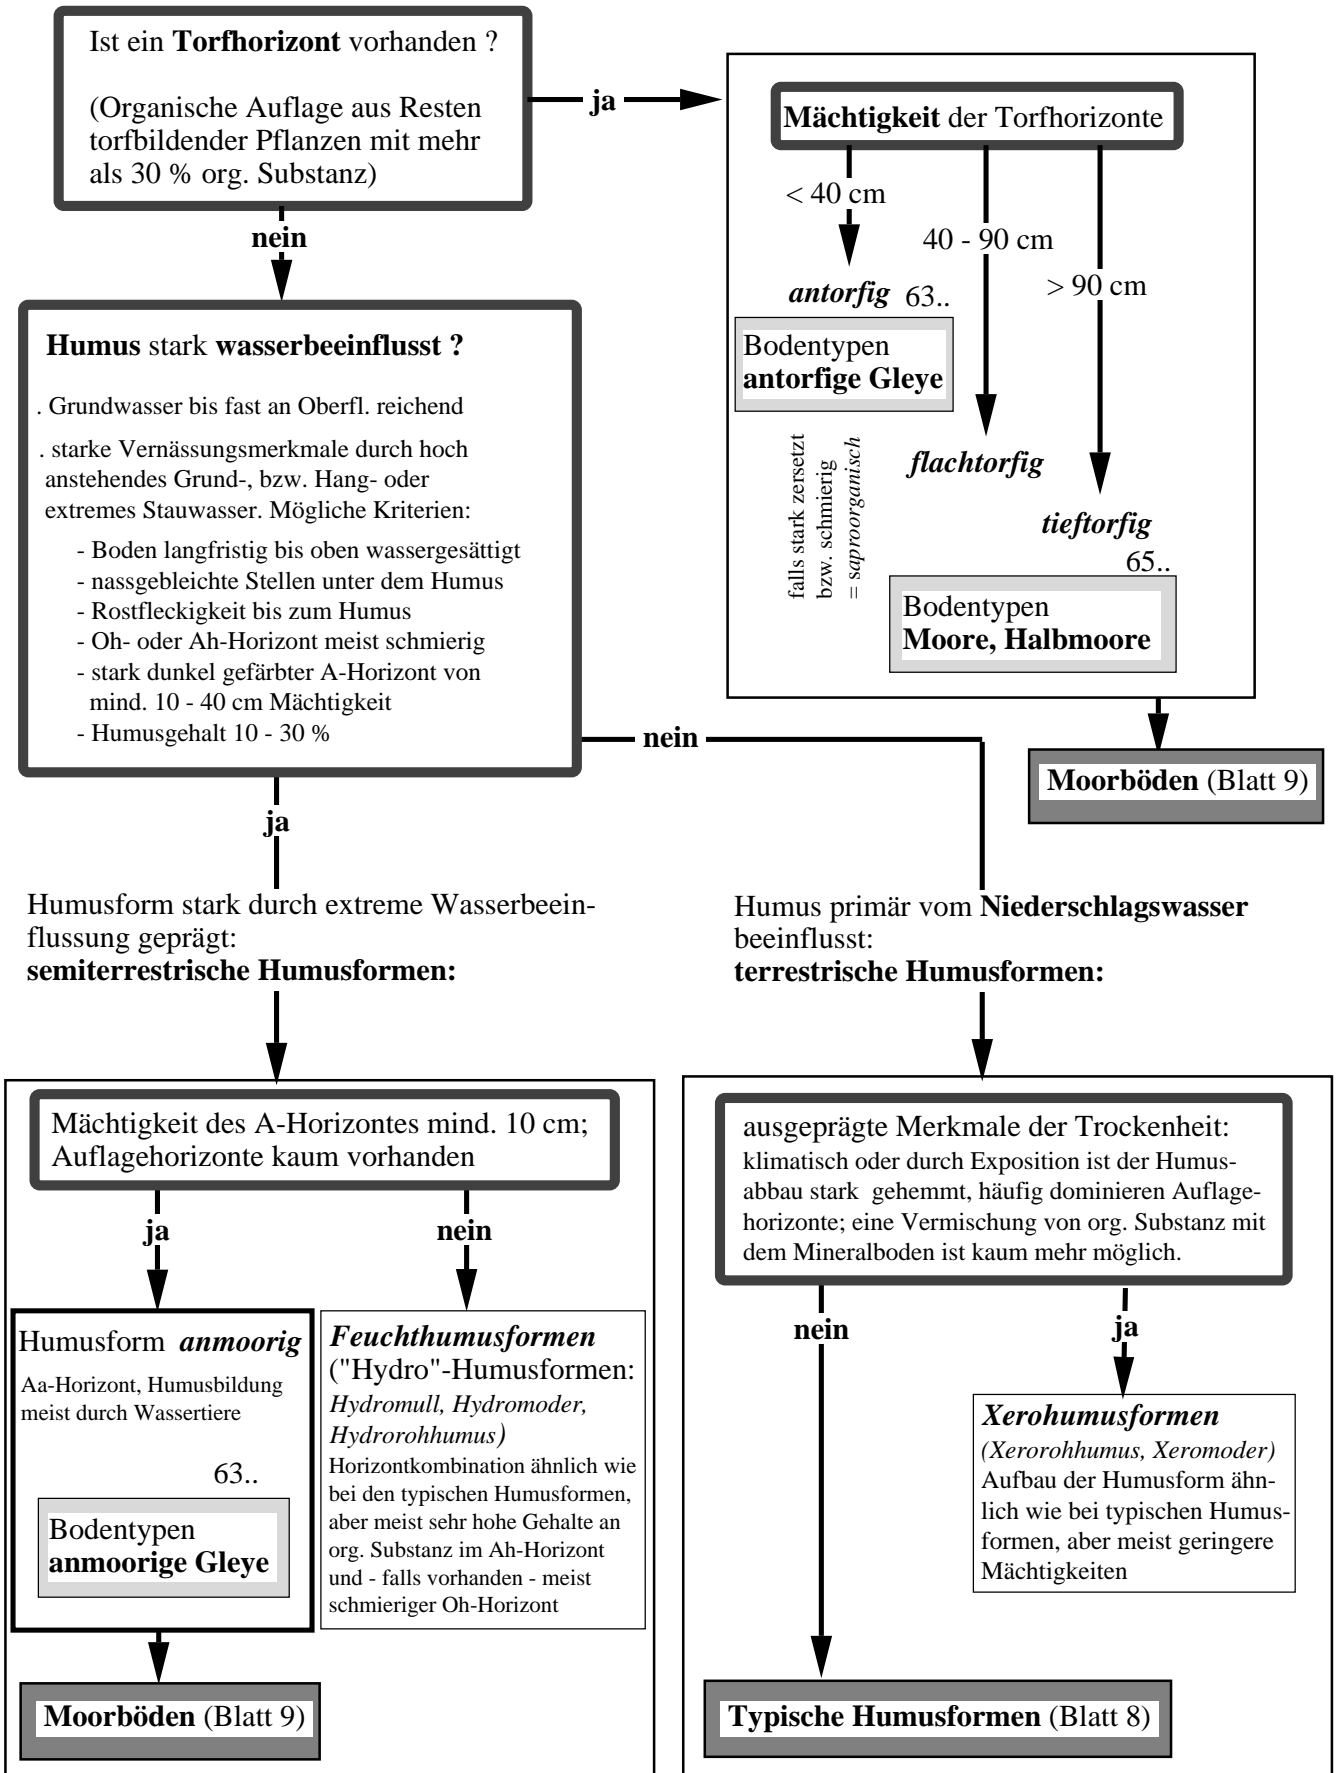 Ist ein Torfhorizont vorhanden ?
(Organische Auflage aus Resten
torfbildender Pflanzen mit mehr
als 30 % org. Substanz)
ja
Mächtigkeit der Torfhorizonte
< 40 cm
40 - 90 cm
> 90 cm
antorfig 63..
Bodentypen
antorfige Gleye
falls stark zersetzt
bzw. schmierig
= saproorganisch
flachtorfig
tieftorfig
65..
Bodentypen
Moore, Halbmoore
Moorböden (Blatt 9)
nein
Humus stark wasserbeeinflusst ?
. Grundwasser bis fast an Oberfl. reichend
. starke Vernässungsmerkmale durch hoch
anstehendes Grund-, bzw. Hang- oder
extremes Stauwasser. Mögliche Kriterien:
- Boden langfristig bis oben wassergesättigt
- nassgebleichte Stellen unter dem Humus
- Rostfleckigkeit bis zum Humus
- Oh- oder Ah-Horizont meist schmierig
- stark dunkel gefärbter A-Horizont von
mind. 10 - 40 cm Mächtigkeit
- Humusgehalt 10 - 30 %
nein
ja
Humusform stark durch extreme Wasserbeein-
flussung geprägt:
semiterrestrische Humusformen:
Humus primär vom Niederschlagswasser
beeinflusst:
terrestrische Humusformen:
Mächtigkeit des A-Horizontes mind. 10 cm;
Auflagehorizonte kaum vorhanden
ja
nein
Humusform anmoorig
Aa-Horizont, Humusbildung
meist durch Wassertiere
63..
Bodentypen
anmoorige Gleye
Moorböden (Blatt 9)
Feuchthumusformen
("Hydro"-Humusformen:
Hydromull, Hydromoder,
Hydrorohhumus)
Horizontkombination ähnlich wie
bei den typischen Humusformen,
aber meist sehr hohe Gehalte an
org. Substanz im Ah-Horizont
und - falls vorhanden - meist
schmieriger Oh-Horizont
ausgeprägte Merkmale der Trockenheit:
klimatisch oder durch Exposition ist der Humus-
abbau stark gehemmt, häufig dominieren Auflage-
horizonte; eine Vermischung von org. Substanz mit
dem Mineralboden ist kaum mehr möglich.
nein
ja
Xerohumusformen
(Xerorohhumus, Xeromoder)
Aufbau der Humusform ähn-
lich wie bei typischen Humus-
formen, aber meist geringere
Mächtigkeiten
Typische Humusformen (Blatt 8)